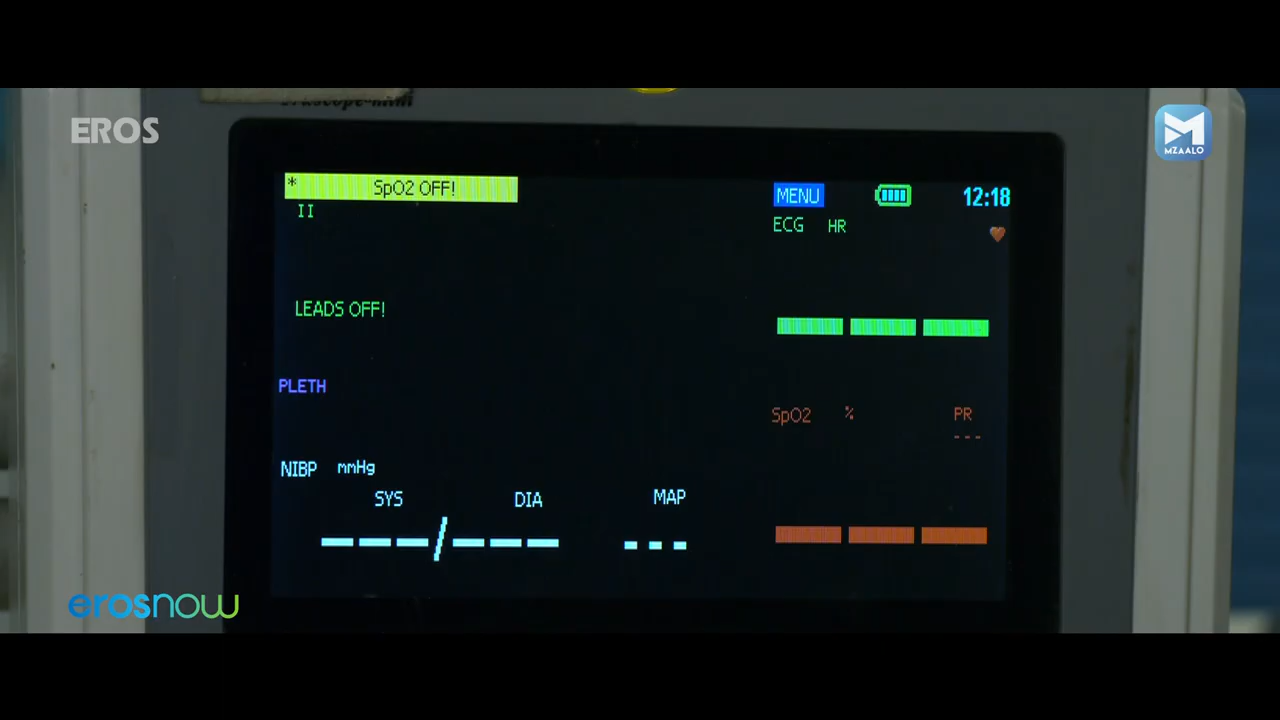 EROS
MZAALO
* SpO2 OFF!
MENU
12:18
II
ECG HR
LEADS OFF!
PLETH
SpO2 % PR
---
NIBP mmHg
SYS DIA MAP
---/--- ---
erosnow